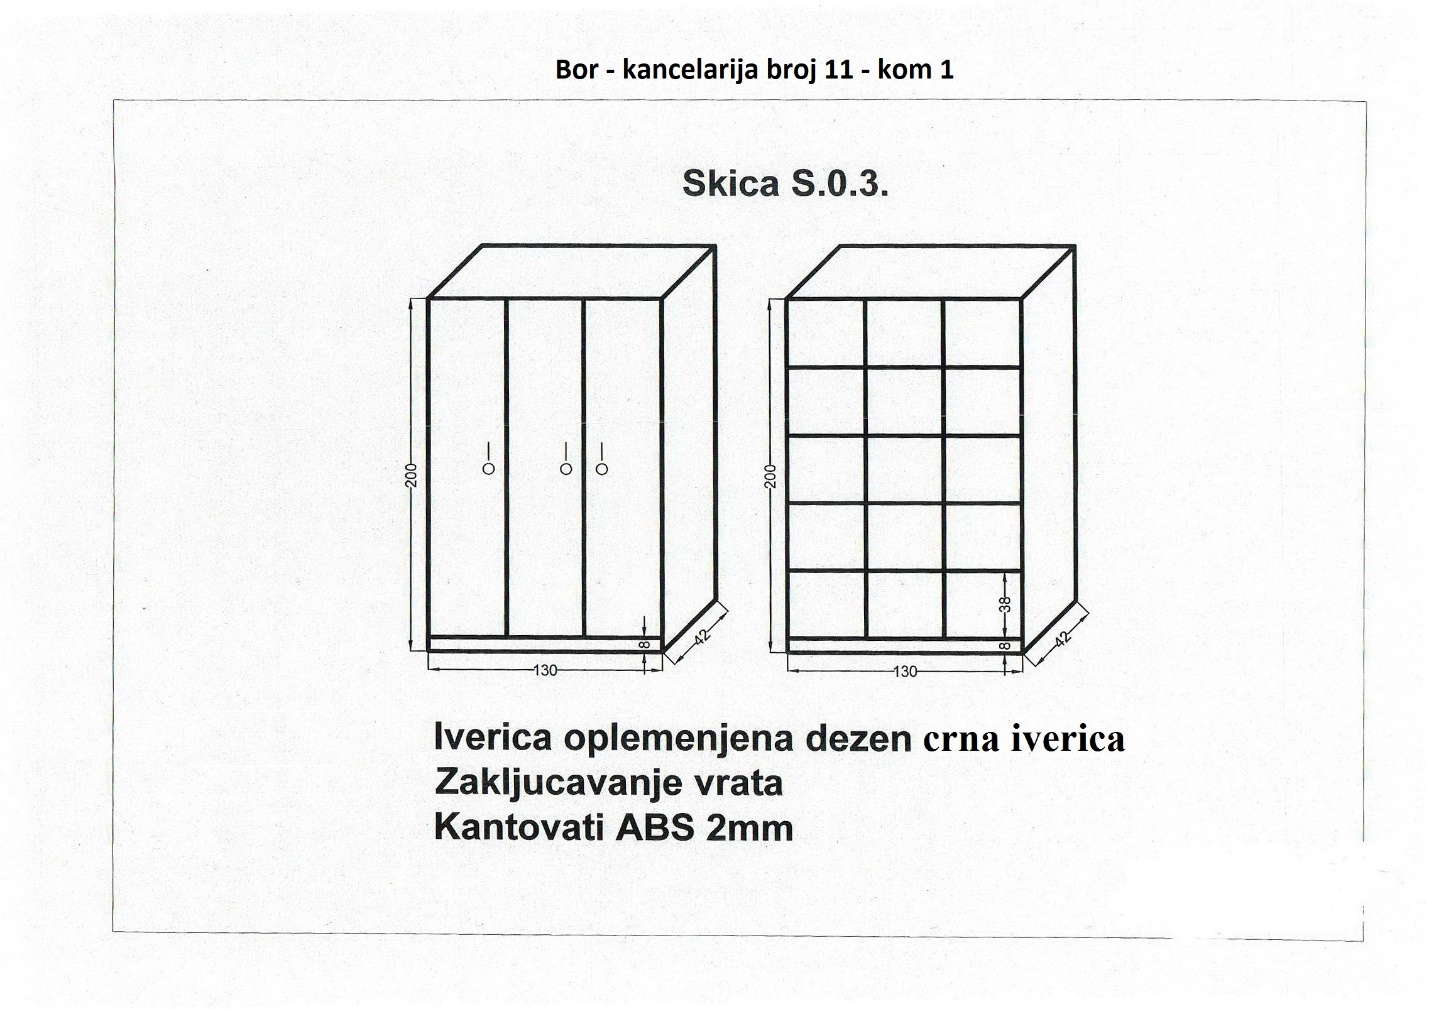 Bor - kancelarija broj 11 - kom 1
Skica S.0.3.
200
130
8
42
200
130
38
8
42
Iverica oplemenjena dezen crna iverica
Zakljucavanje vrata
Kantovati ABS 2mm